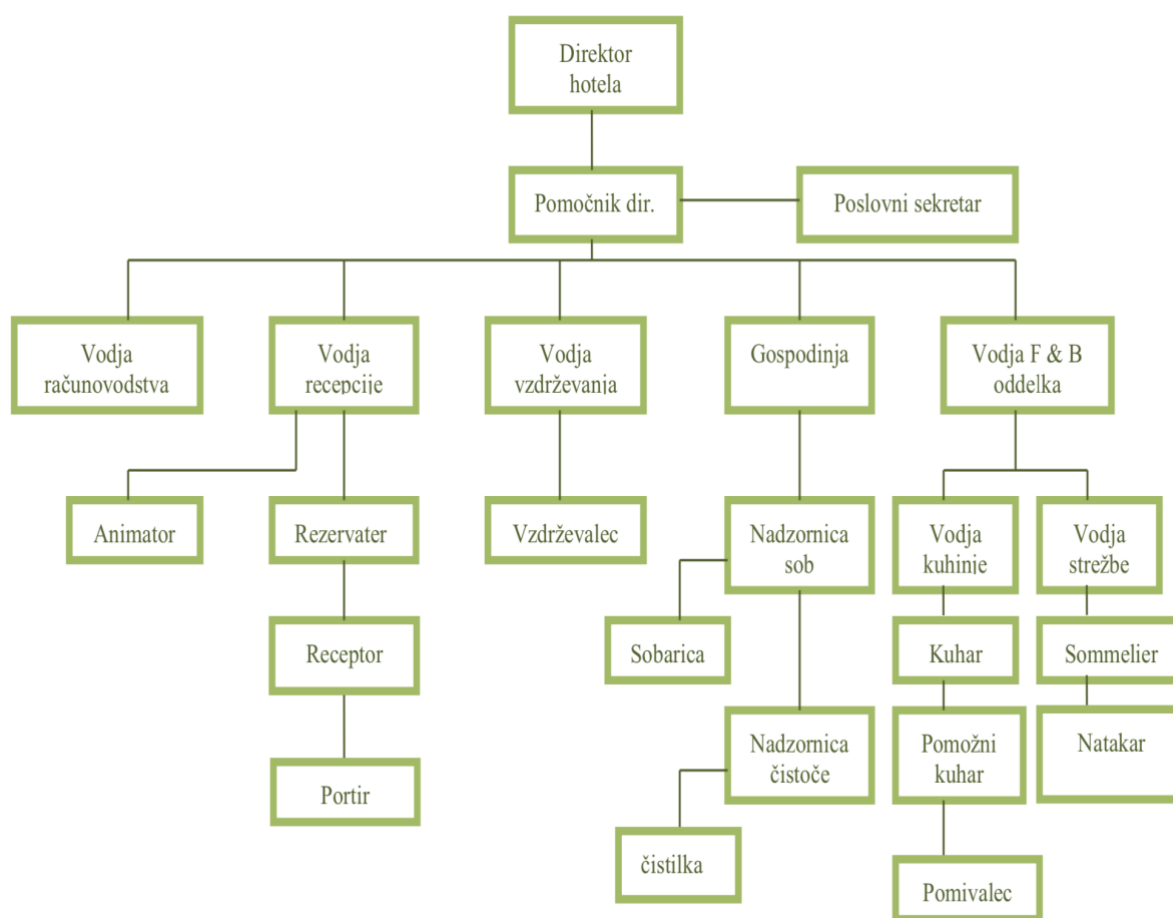 Direktor
hotela
Pomočnik dir.
Poslovni sekretar
Vodja
računovodstva
Vodja
recepcije
Vodja
vzdrževanja
Gospodinja
Vodja F & B
oddelka
Animator
Rezervater
Vzdrževalec
Nadzornica
sob
Vodja
kuhinje
Vodja
strežbe
Receptor
Sobarica
Kuhar
Sommelier
Portir
Nadzornica
čistoče
Pomožni
kuhar
Natakar
čistilka
Pomivalec